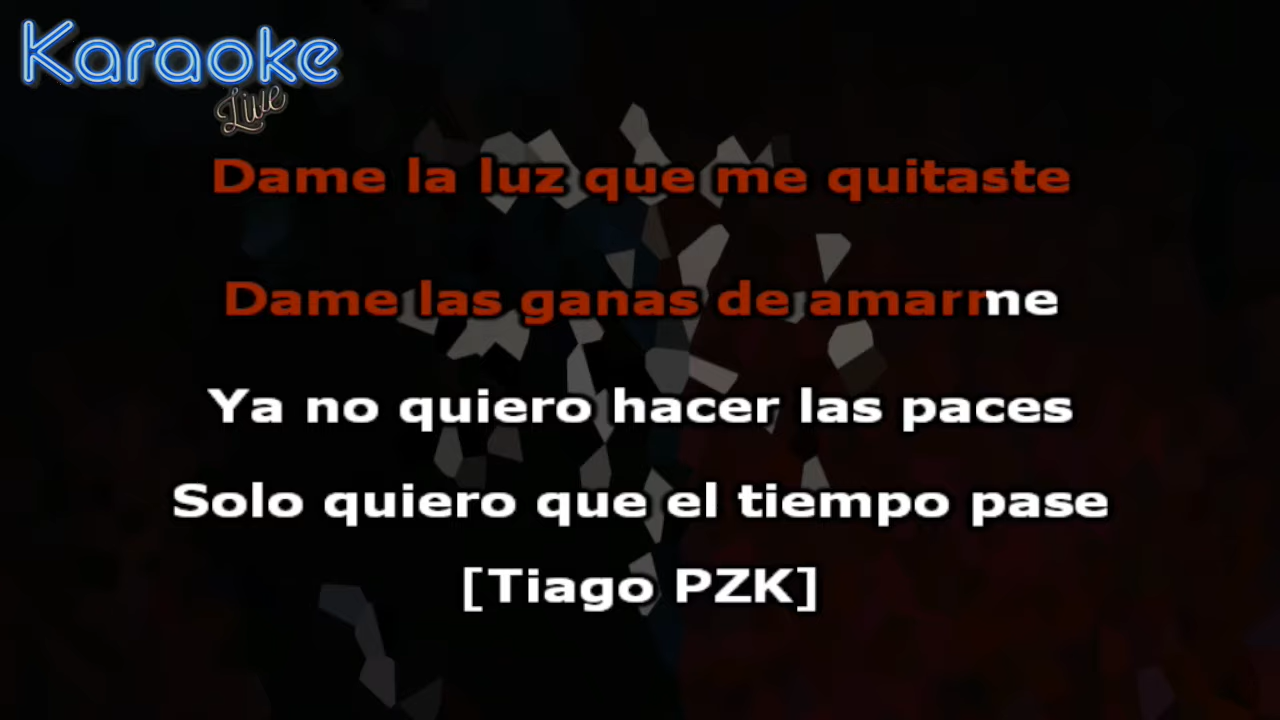 Karaoke
Live
Dame la luz que me quitaste
Dame las ganas de amarme
Ya no quiero hacer las paces
Solo quiero que el tiempo pase
[Tiago PZK]